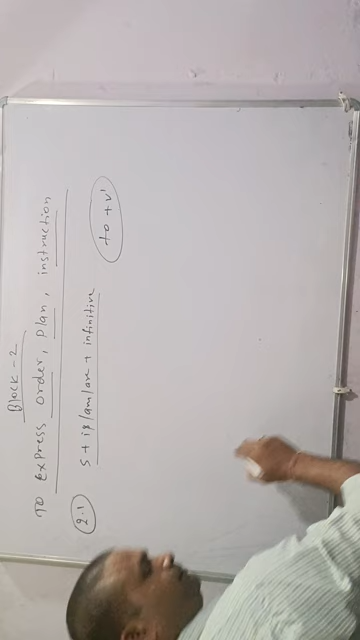 Block-2
To express order, plan, instruction
2.1 S + is/am/are + infinitive to + v¹